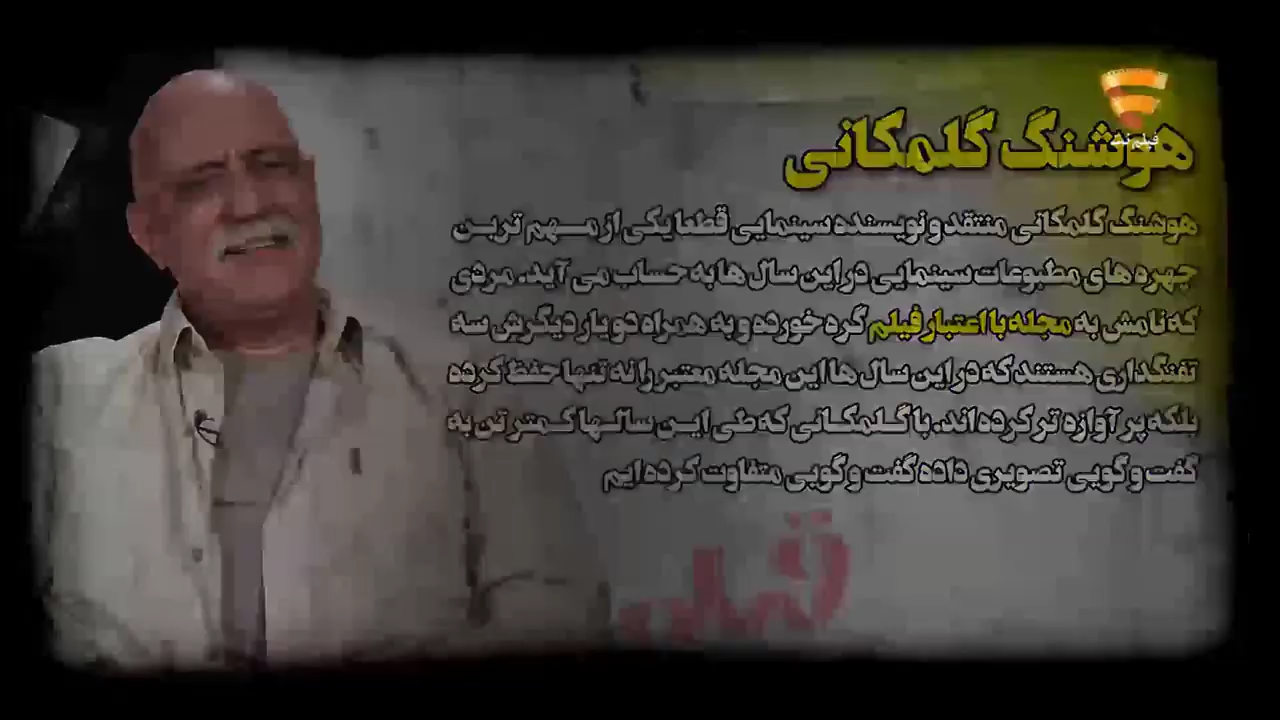 فیلم نت
هوشنگ گلمکانی
هوشنگ گلمکانی منتقد و نویسنده سینمایی قطعا یکی از مهم ترین
چهره های مطبوعات سینمایی در این سال ها به حساب می آید. مردی
که نامش به مجله با اعتبار فیلم گره خورده و به همراه دو یار دیگرش سه
تفنگداری هستند که در این سال ها این مجله معتبر را نه تنها حفظ کرده
بلکه پر آوازه تر کرده اند. با گلمکانی که طی این سالها کمتر تن به
گفت و گویی تصویری داده گفت و گویی متفاوت کرده ایم